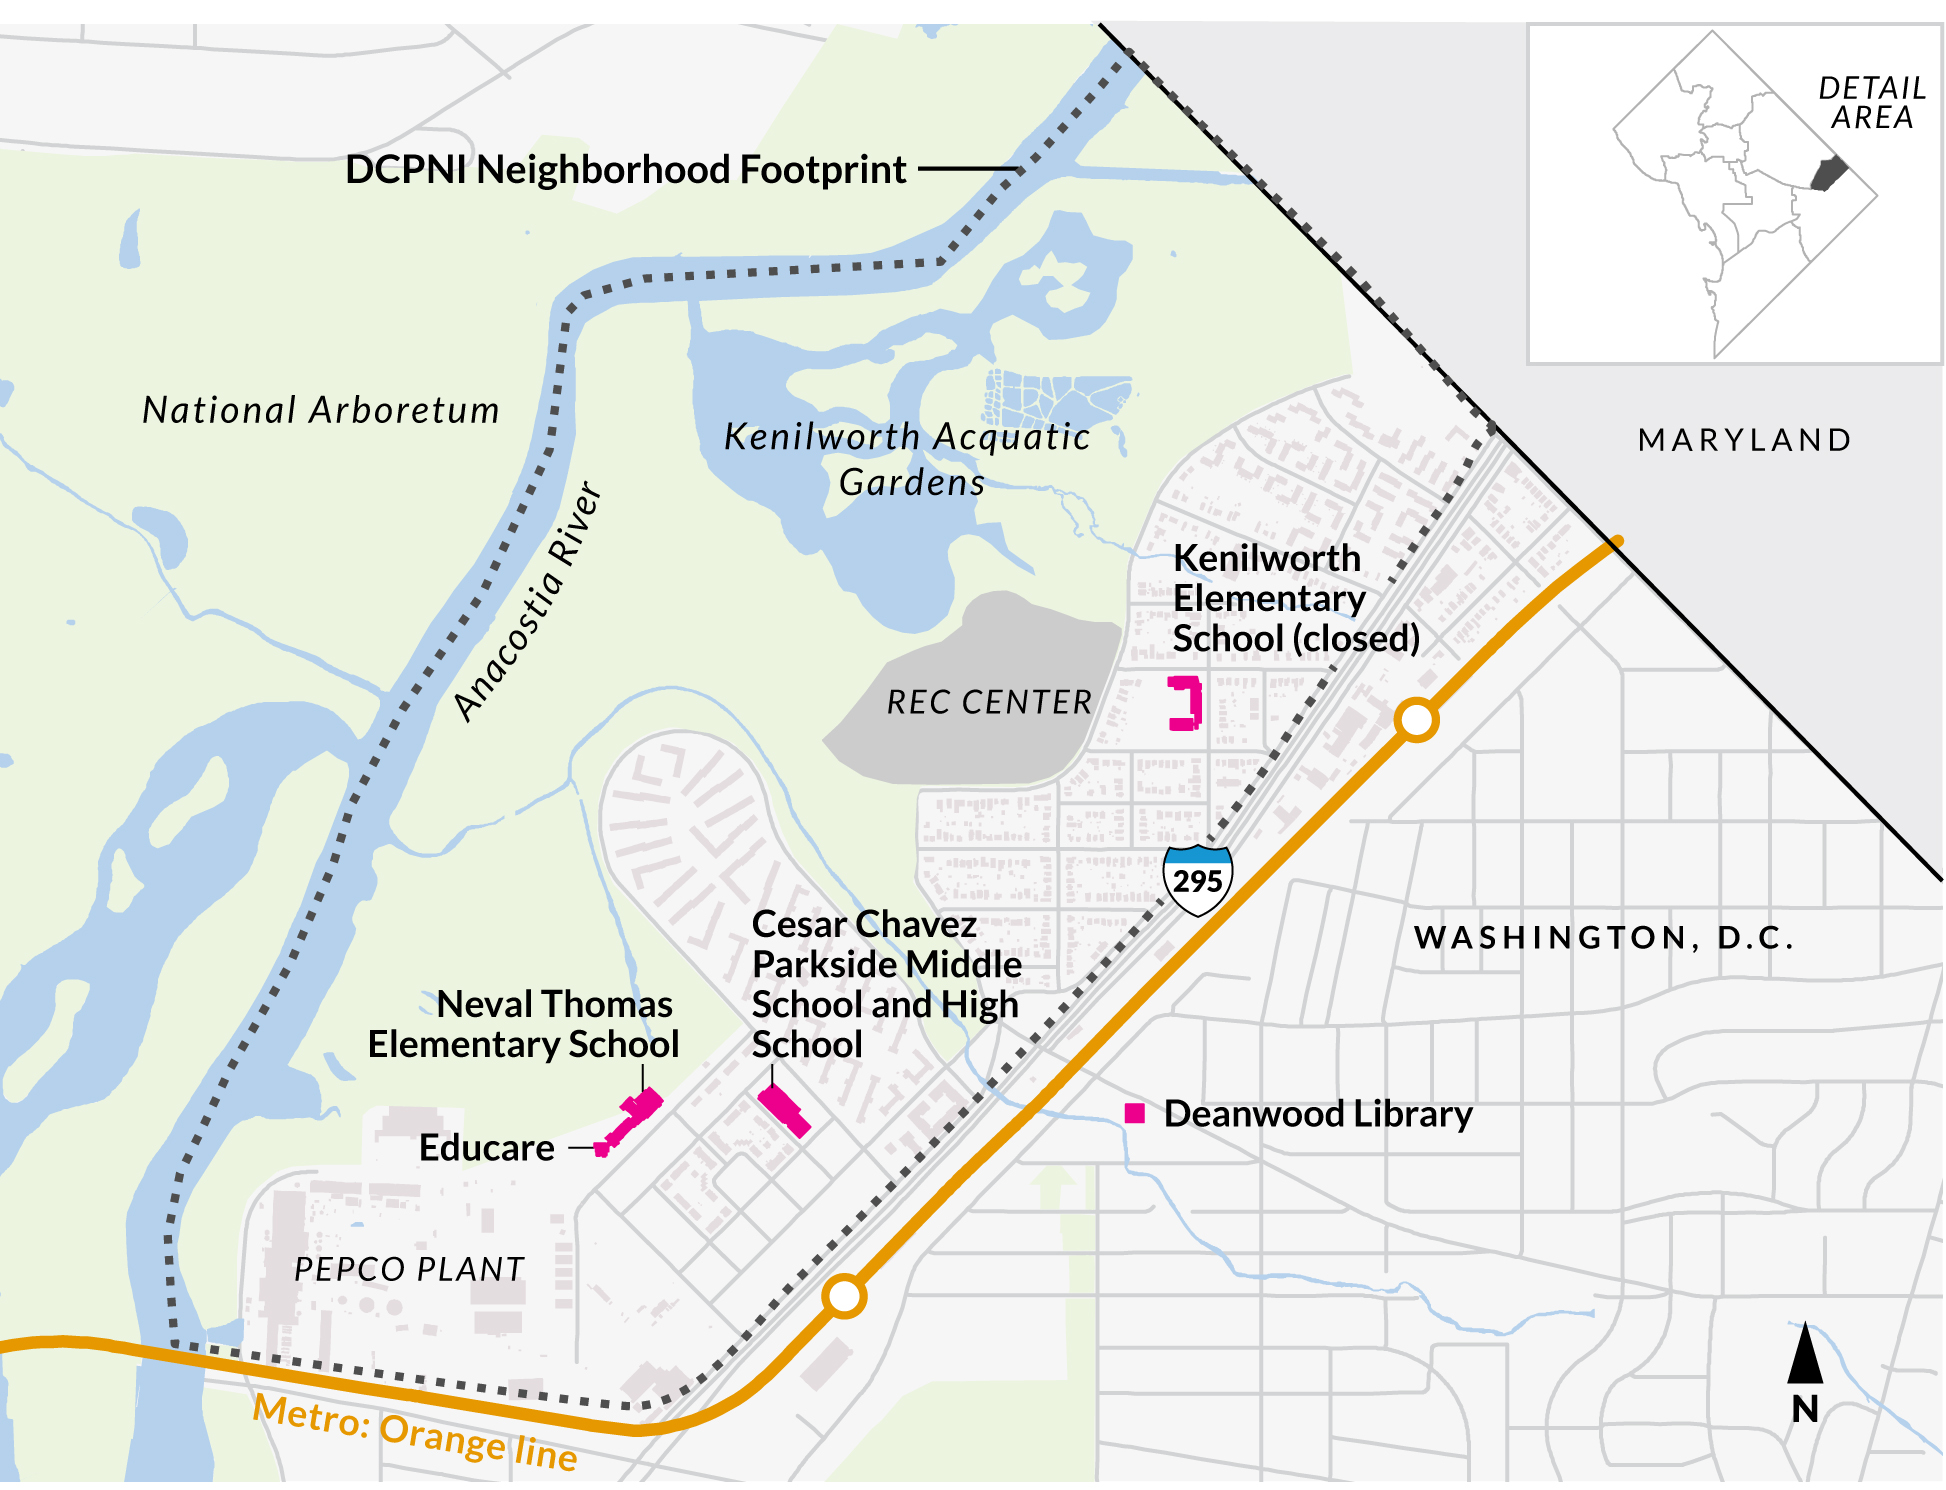 DETAIL
AREA
DCPNI Neighborhood Footprint
National Arboretum
Kenilworth Acquatic
Gardens
MARYLAND
Anacostia River
Kenilworth
Elementary
School (closed)
REC CENTER
295
Cesar Chavez
Parkside Middle
School and High
School
WASHINGTON, D.C.
Neval Thomas
Elementary School
Deanwood Library
Educare
PEPCO PLANT
Metro: Orange line
N